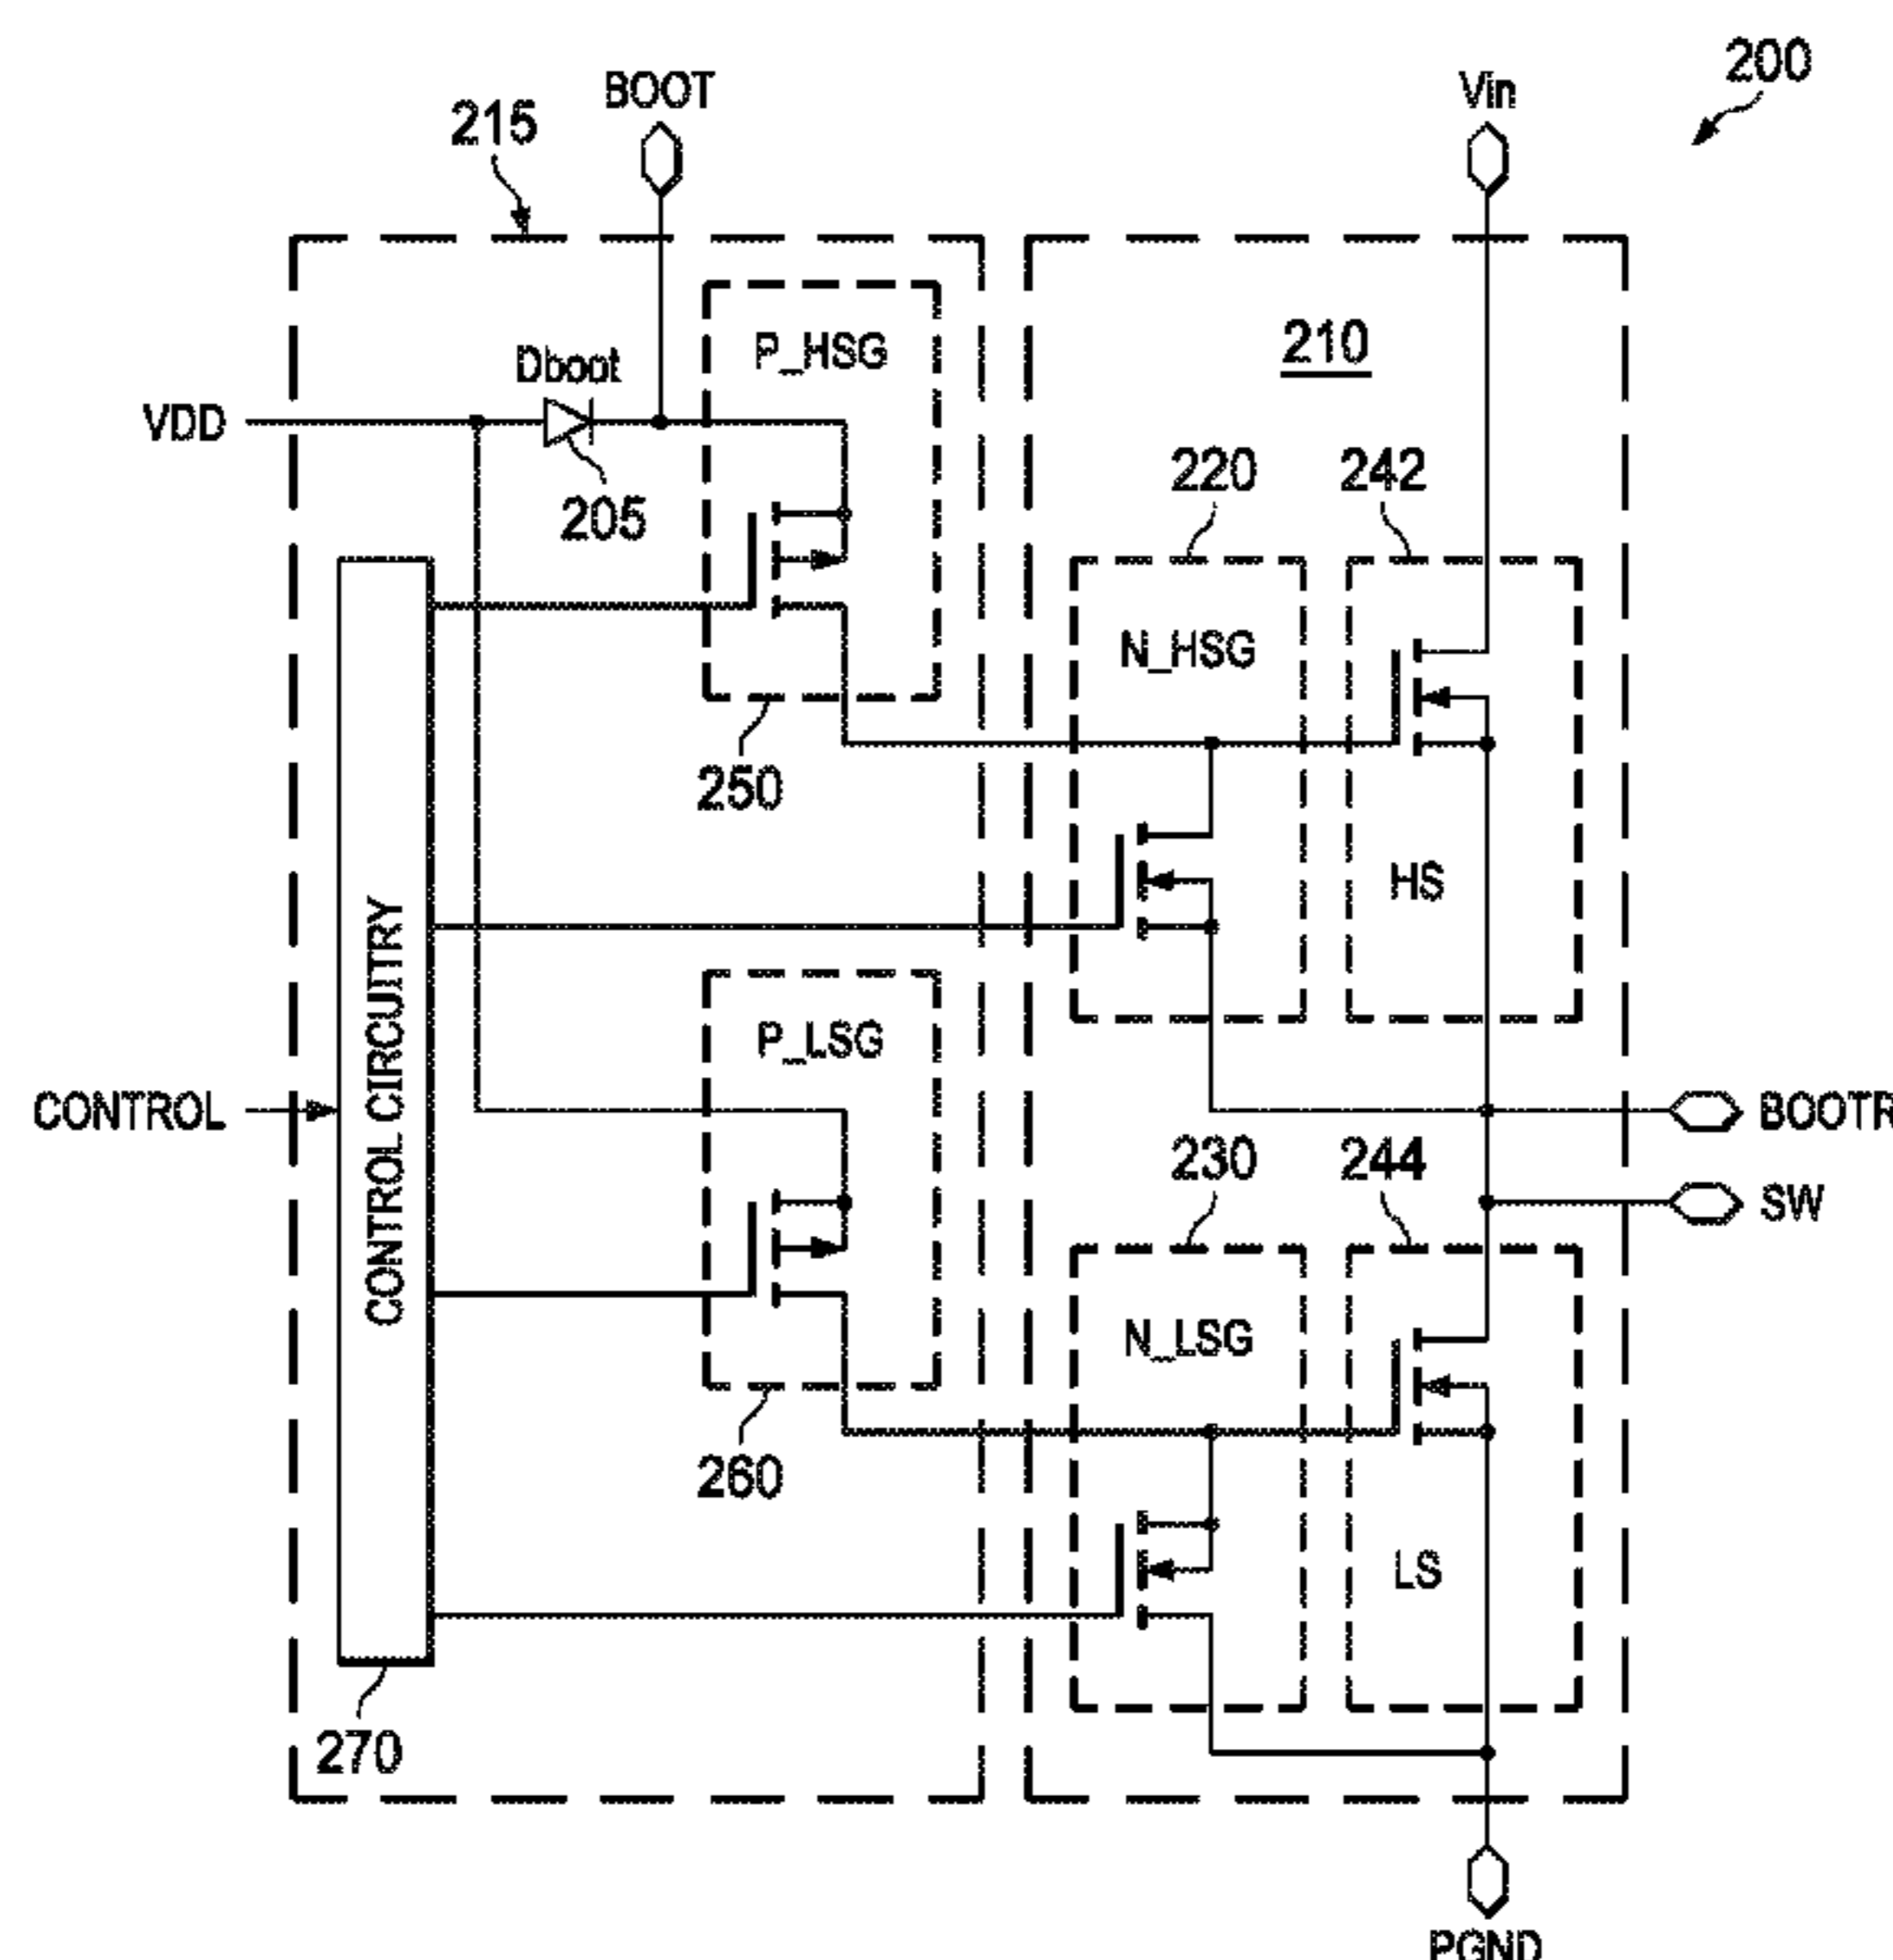 200
BOOT
Vin
215
P_HSG
210
Dboot
VDD
205
220
242
N_HSG
250
HS
CONTROL CIRCUITRY
P_LSG
CONTROL
BOOTR
230
244
SW
N_LSG
260
LS
270
PGND